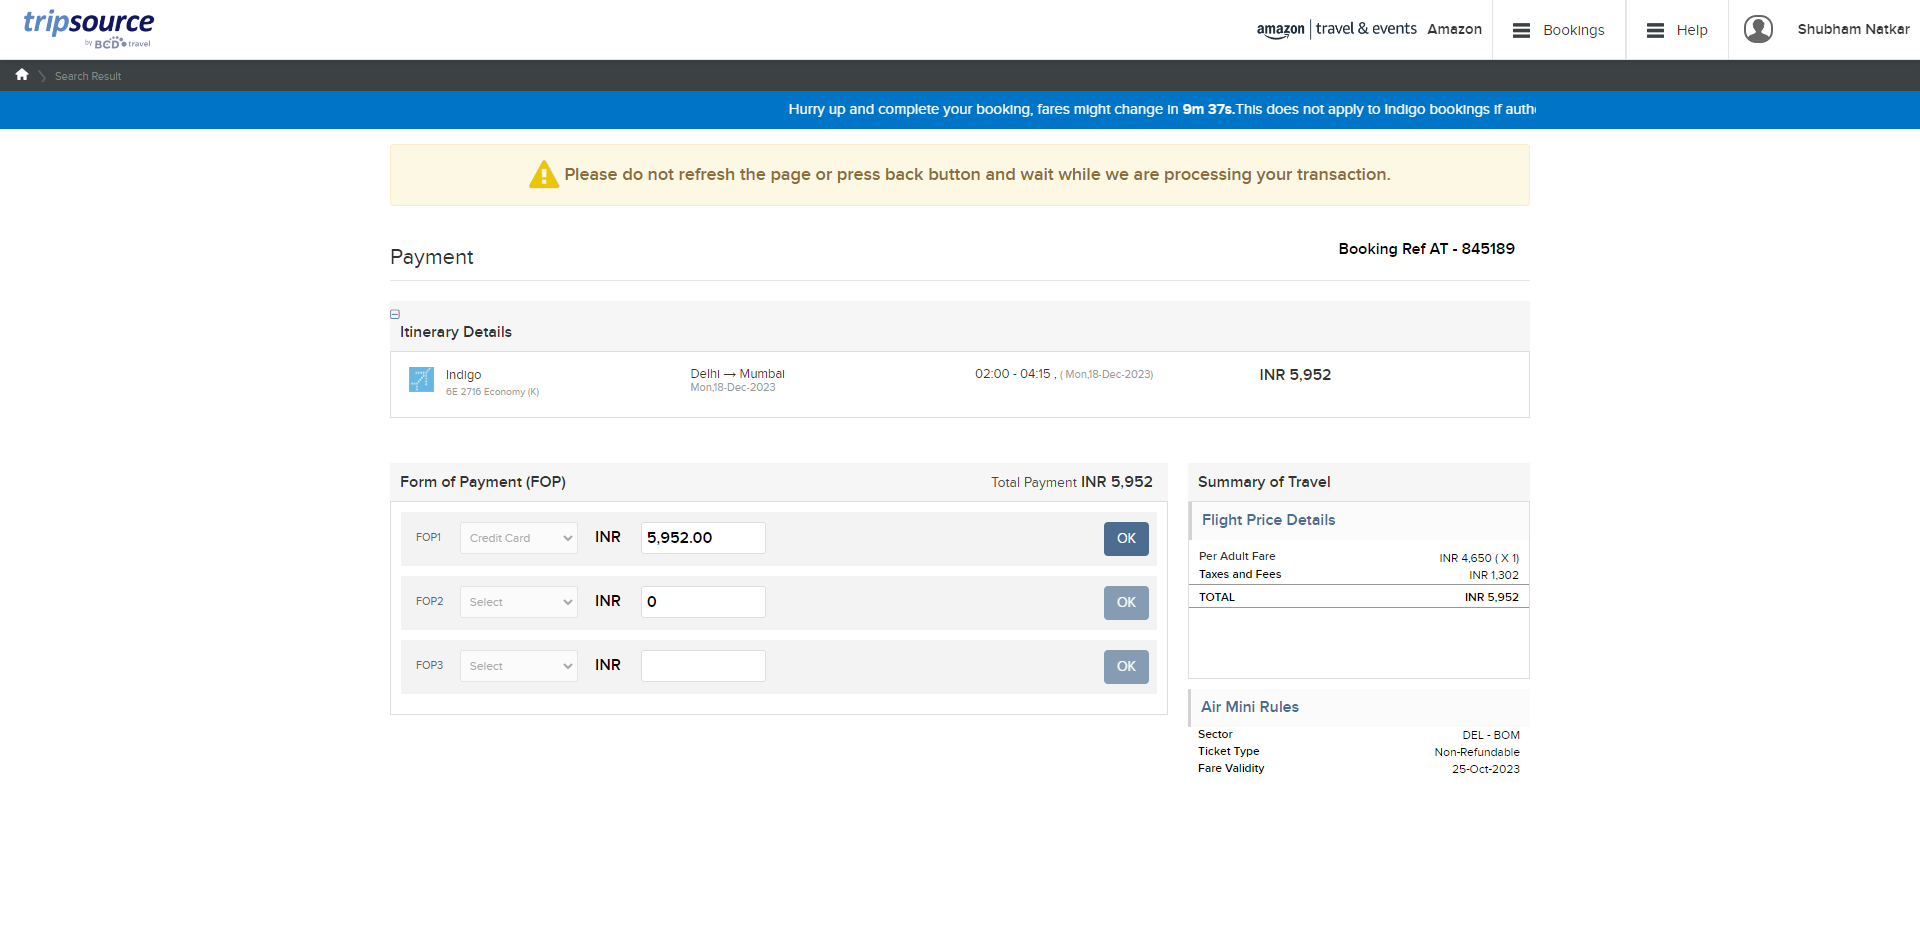 tripsource
by BCD travel
amazon | travel & events Amazon
Bookings
Help
Shubham Natkar
Search Result
Hurry up and complete your booking, fares might change in 9m 37s.This does not apply to Indigo bookings if auth
Please do not refresh the page or press back button and wait while we are processing your transaction.
Payment
Booking Ref AT - 845189
Itinerary Details
Indigo
6E 2716 Economy (K)
Delhi → Mumbai
Mon,18-Dec-2023
02:00 - 04:15 , ( Mon,18-Dec-2023)
INR 5,952
Form of Payment (FOP)
Total Payment INR 5,952
FOP1 Credit Card INR 5,952.00 OK
FOP2 Select INR 0 OK
FOP3 Select INR OK
Summary of Travel
Flight Price Details
Per Adult Fare INR 4,650 ( X 1)
Taxes and Fees INR 1,302
TOTAL INR 5,952
Air Mini Rules
Sector DEL - BOM
Ticket Type Non-Refundable
Fare Validity 25-Oct-2023